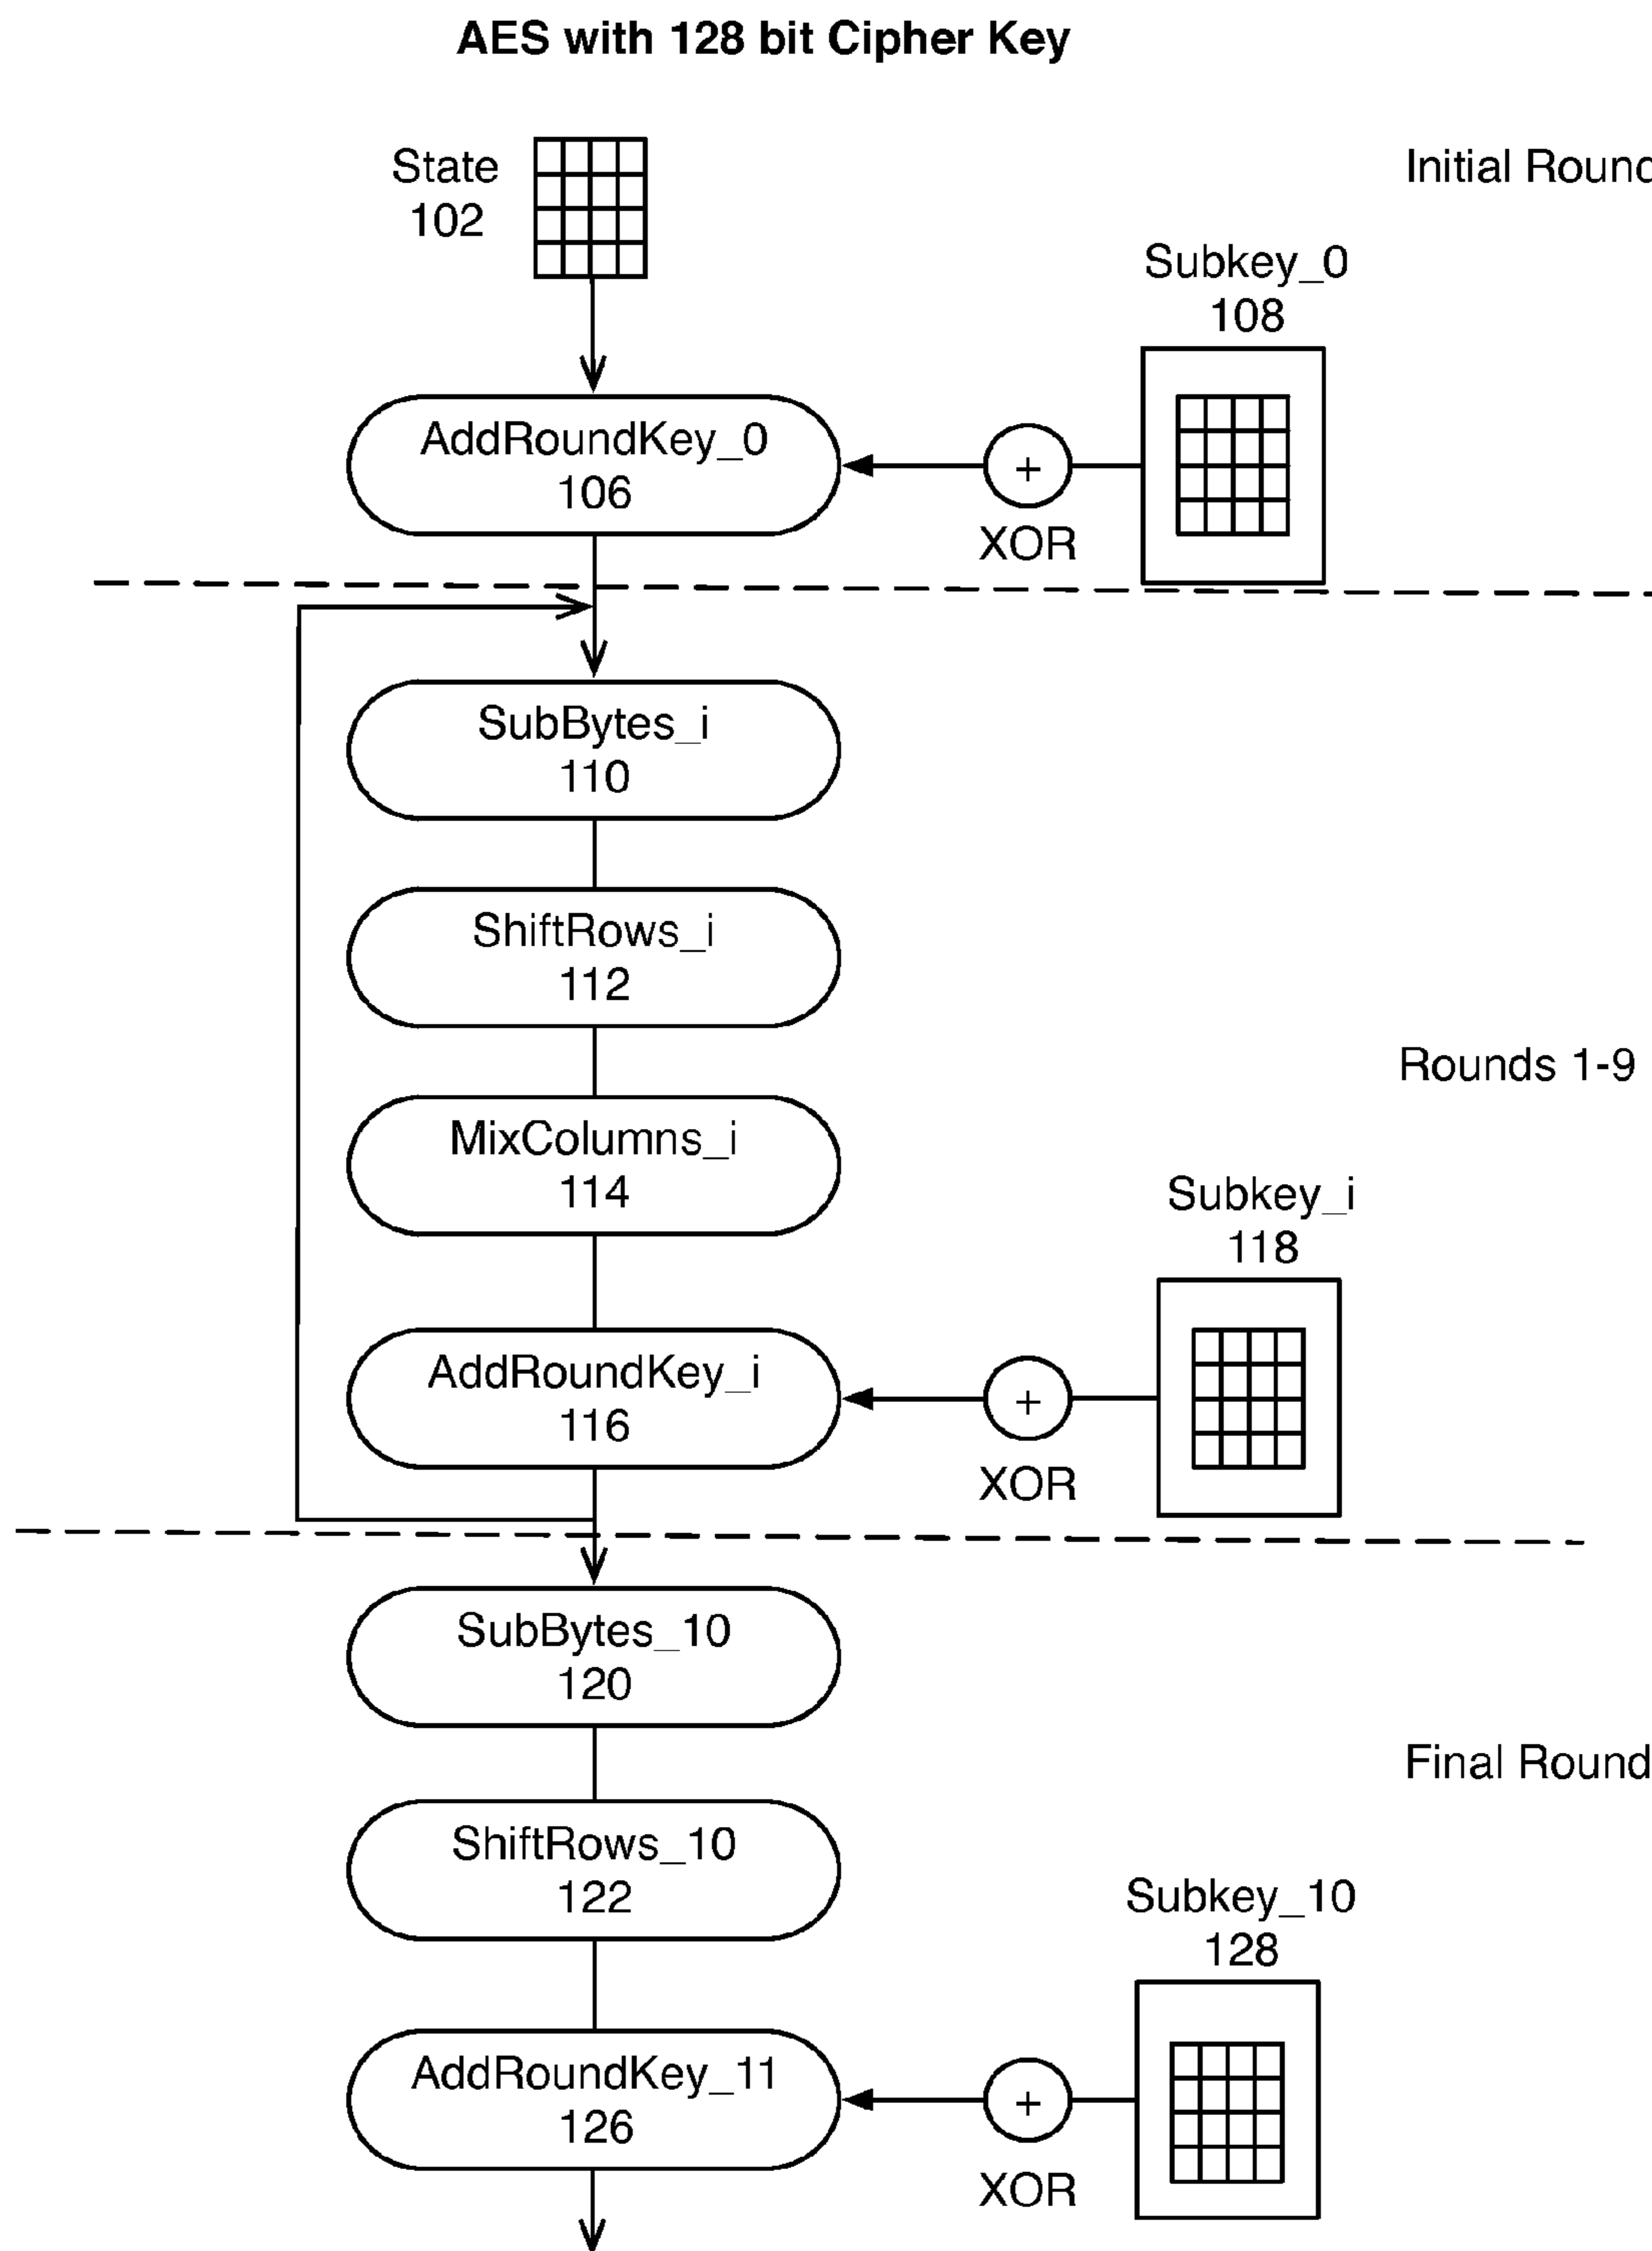 AES with 128 bit Cipher Key
State
102
Initial Round
Subkey_0
108
AddRoundKey_0
106
+
XOR
SubBytes_i
110
ShiftRows_i
112
Rounds 1-9
MixColumns_i
114
Subkey_i
118
AddRoundKey_i
116
+
XOR
SubBytes_10
120
Final Round
ShiftRows_10
122
Subkey_10
128
AddRoundKey_11
126
+
XOR